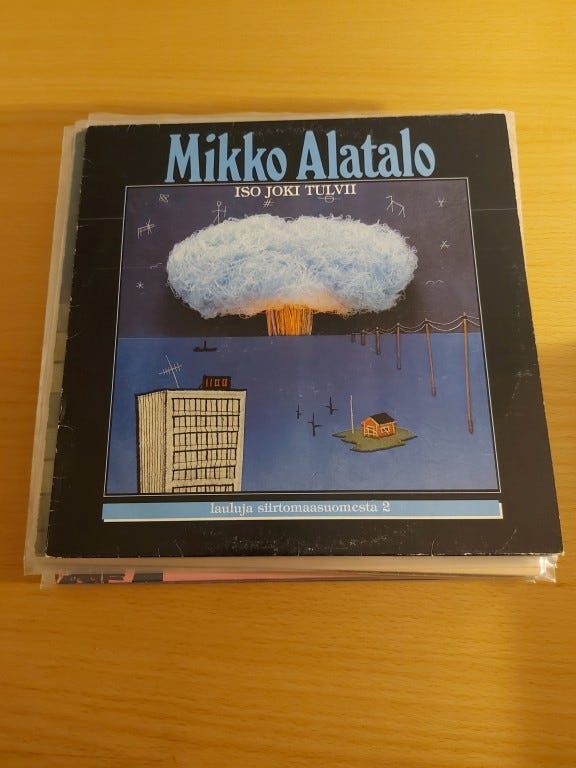 Mikko Alatalo
ISO JOKI TULVII
lauluja siirtomaasuomesta 2